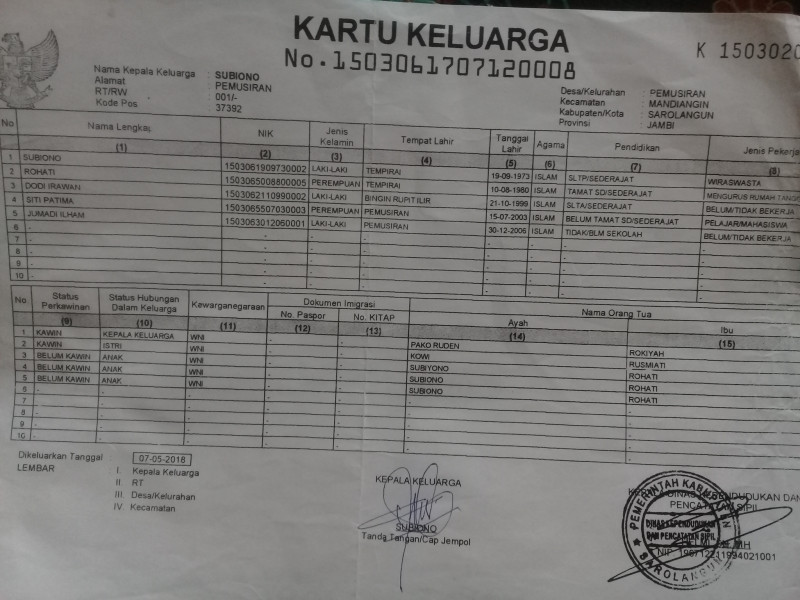 KARTU KELUARGA
No.1503061707120008
K 1503020
Nama Kepala Keluarga : SUBIONO
Alamat : PEMUSIRAN
RT/RW : 001/-
Kode Pos : 37392
Desa/Kelurahan : PEMUSIRAN
Kecamatan : MANDIANGIN
Kabupaten/Kota : SAROLANGUN
Provinsi : JAMBI
No Nama Lengkap NIK Jenis Kelamin Tempat Lahir Tanggal Lahir Agama Pendidikan Jenis Pekerja
(1) (2) (3) (4) (5) (6) (7) (8)
1 SUBIONO 1503061909730002 LAKI-LAKI TEMPIRAI 19-09-1973 ISLAM SLTP/SEDERAJAT WIRASWASTA
2 ROHATI 1503065008800005 PEREMPUAN TEMPIRAI 10-08-1980 ISLAM TAMAT SD/SEDERAJAT MENGURUS RUMAH TANGG
3 DODI IRAWAN 1503062110990002 LAKI-LAKI BINGIN RUPIT ILIR 21-10-1999 ISLAM SLTA/SEDERAJAT BELUM/TIDAK BEKERJA
4 SITI PATIMA 1503065507030003 PEREMPUAN PEMUSIRAN 15-07-2003 ISLAM BELUM TAMAT SD/SEDERAJAT PELAJAR/MAHASISWA
5 JUMADI ILHAM 1503063012060001 LAKI-LAKI PEMUSIRAN 30-12-2006 ISLAM TIDAK/BLM SEKOLAH BELUM/TIDAK BEKERJA
6 -
7 -
8 -
9 -
10 -
No. Status Perkawinan Status Hubungan Dalam Keluarga Kewarganegaraan Dokumen Imigrasi Nama Orang Tua
No. Paspor No. KITAP Ayah Ibu
(9) (10) (11) (12) (13) (14) (15)
1 KAWIN KEPALA KELUARGA WNI - - PAKO RUDEN ROKIYAH
2 KAWIN ISTRI WNI - - KOWI RUSMIATI
3 BELUM KAWIN ANAK WNI - - SUBIYONO ROHATI
4 BELUM KAWIN ANAK WNI - - SUBIONO ROHATI
5 BELUM KAWIN ANAK WNI - - SUBIONO ROHATI
6 -
7 -
8 -
9 -
10 -
Dikeluarkan Tanggal : 07-05-2018
LEMBAR I. Kepala Keluarga
II. RT
III. Desa/Kelurahan
IV. Kecamatan
KEPALA KELUARGA
SUBIONO
Tanda Tangan/Cap Jempol
DINAS KEPENDUDUKAN DAN
PENCATATAN SIPIL
PEMERINTAH KABUPATEN
DINAS KEPENDUDUKAN
DAN PENCATATAN SIPIL
SAROLANGUN
MH